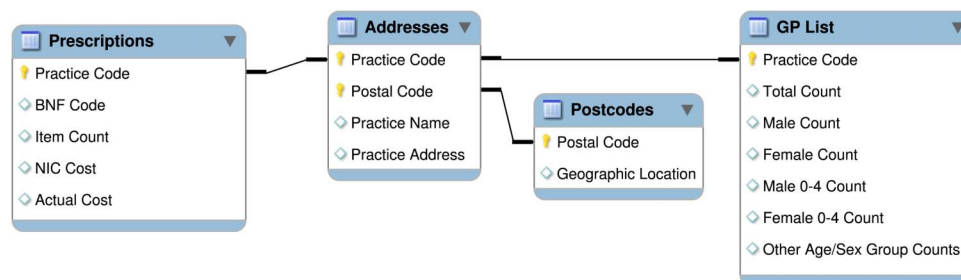 Prescriptions
Practice Code
BNF Code
Item Count
NIC Cost
Actual Cost
Addresses
Practice Code
Postal Code
Practice Name
Practice Address
Postcodes
Postal Code
Geographic Location
GP List
Practice Code
Total Count
Male Count
Female Count
Male 0-4 Count
Female 0-4 Count
Other Age/Sex Group Counts